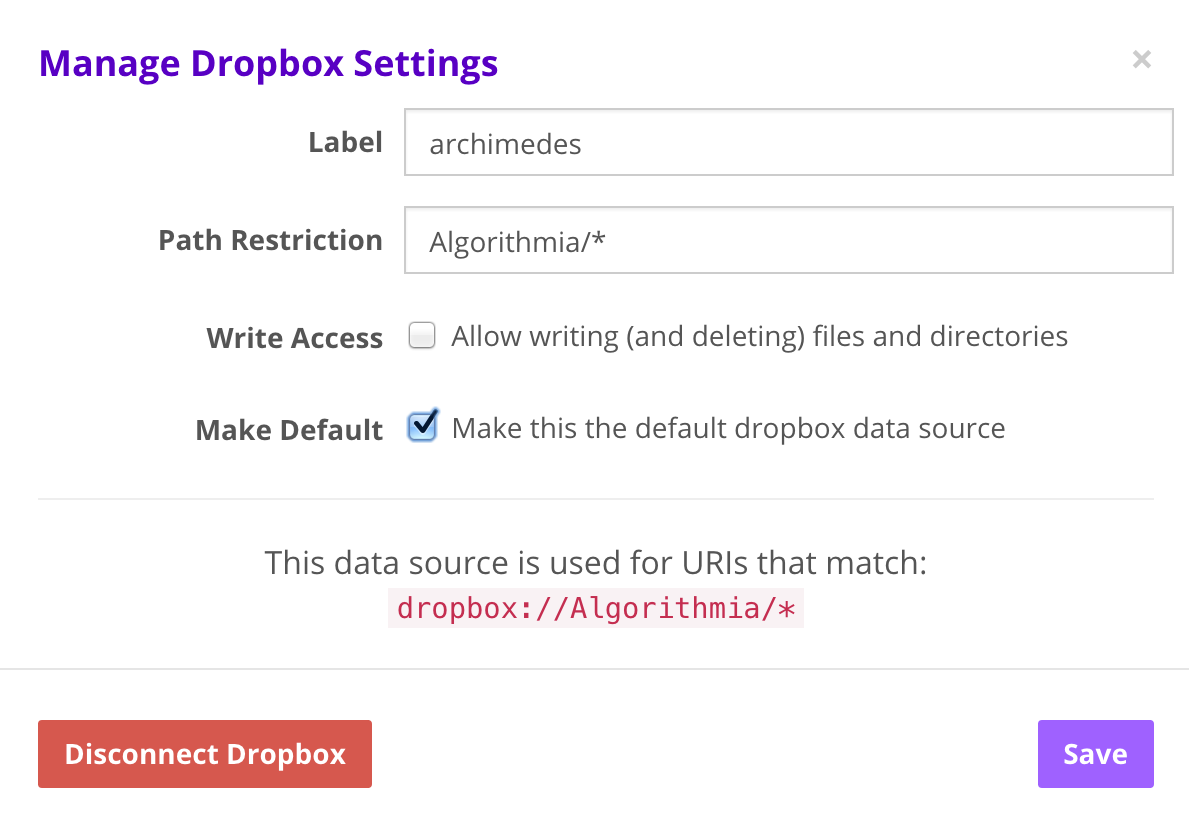 Manage Dropbox Settings ×
Label archimedes
Path Restriction Algorithmia/*
Write Access Allow writing (and deleting) files and directories
Make Default Make this the default dropbox data source
This data source is used for URIs that match:
dropbox://Algorithmia/*
Disconnect Dropbox Save